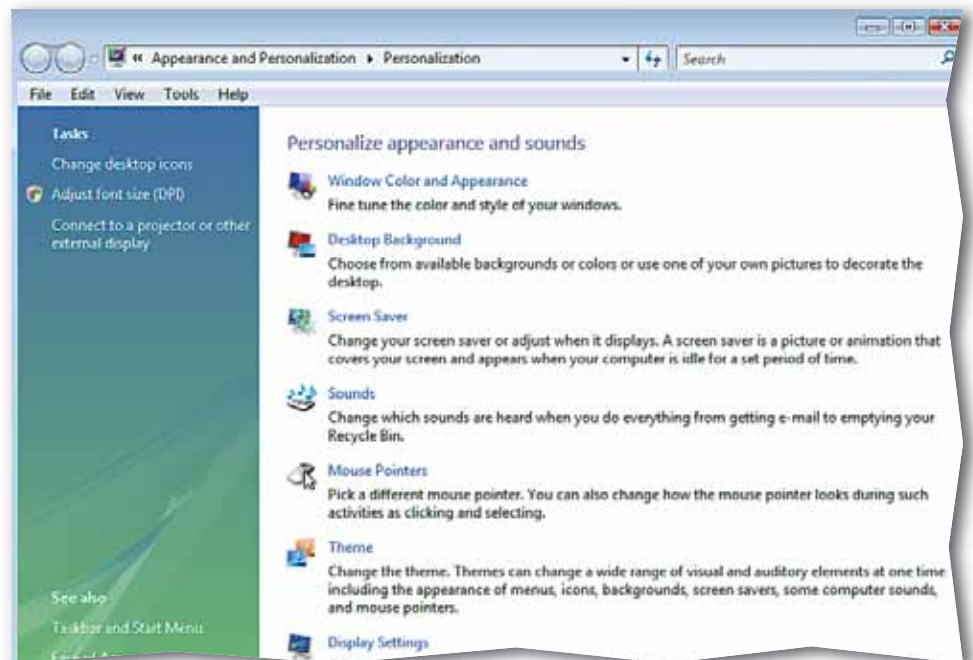 « Appearance and Personalization ▸ Personalization
Search
File Edit View Tools Help
Tasks
Change desktop icons
Adjust font size (DPI)
Connect to a projector or other
external display
See also
Taskbar and Start Menu
Personalize appearance and sounds
Window Color and Appearance
Fine tune the color and style of your windows.
Desktop Background
Choose from available backgrounds or colors or use one of your own pictures to decorate the
desktop.
Screen Saver
Change your screen saver or adjust when it displays. A screen saver is a picture or animation that
covers your screen and appears when your computer is idle for a set period of time.
Sounds
Change which sounds are heard when you do everything from getting e-mail to emptying your
Recycle Bin.
Mouse Pointers
Pick a different mouse pointer. You can also change how the mouse pointer looks during such
activities as clicking and selecting.
Theme
Change the theme. Themes can change a wide range of visual and auditory elements at one time
including the appearance of menus, icons, backgrounds, screen savers, some computer sounds,
and mouse pointers.
Display Settings